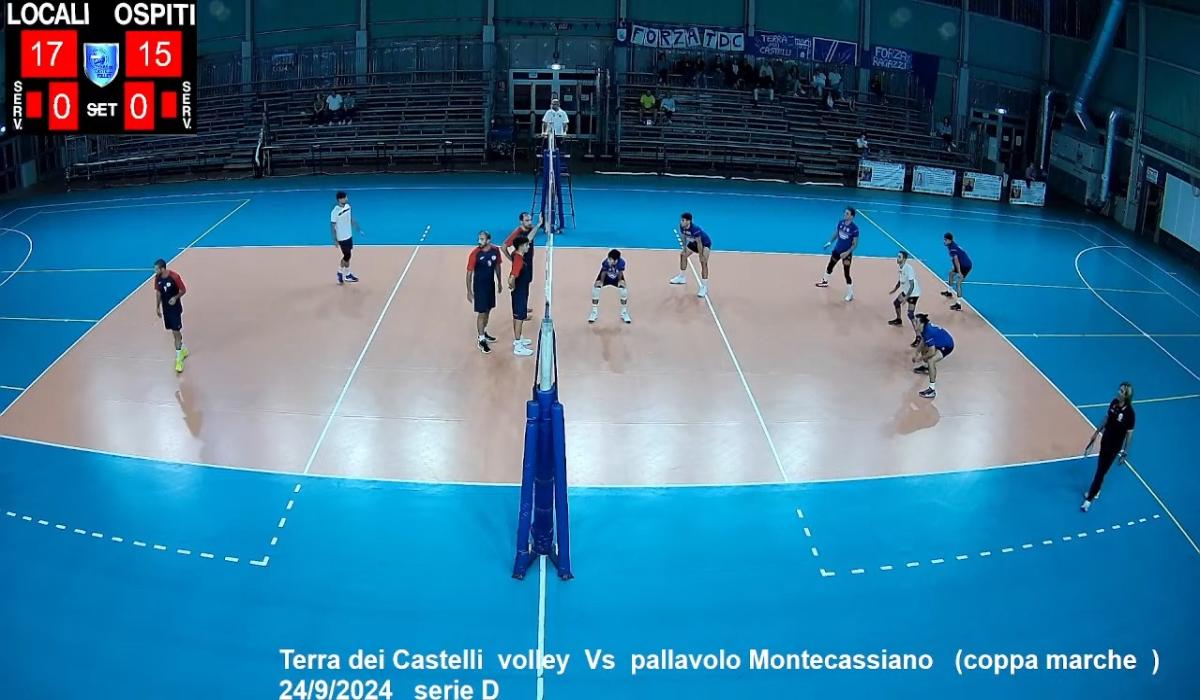 LOCALI OSPITI
17 15
SERV. 0 SET 0 SERV.
FORZA TDC
TERRA
CASTELLI
FORZA
RAGAZZI
Terra dei Castelli volley Vs pallavolo Montecassiano (coppa marche )
24/9/2024 serie D